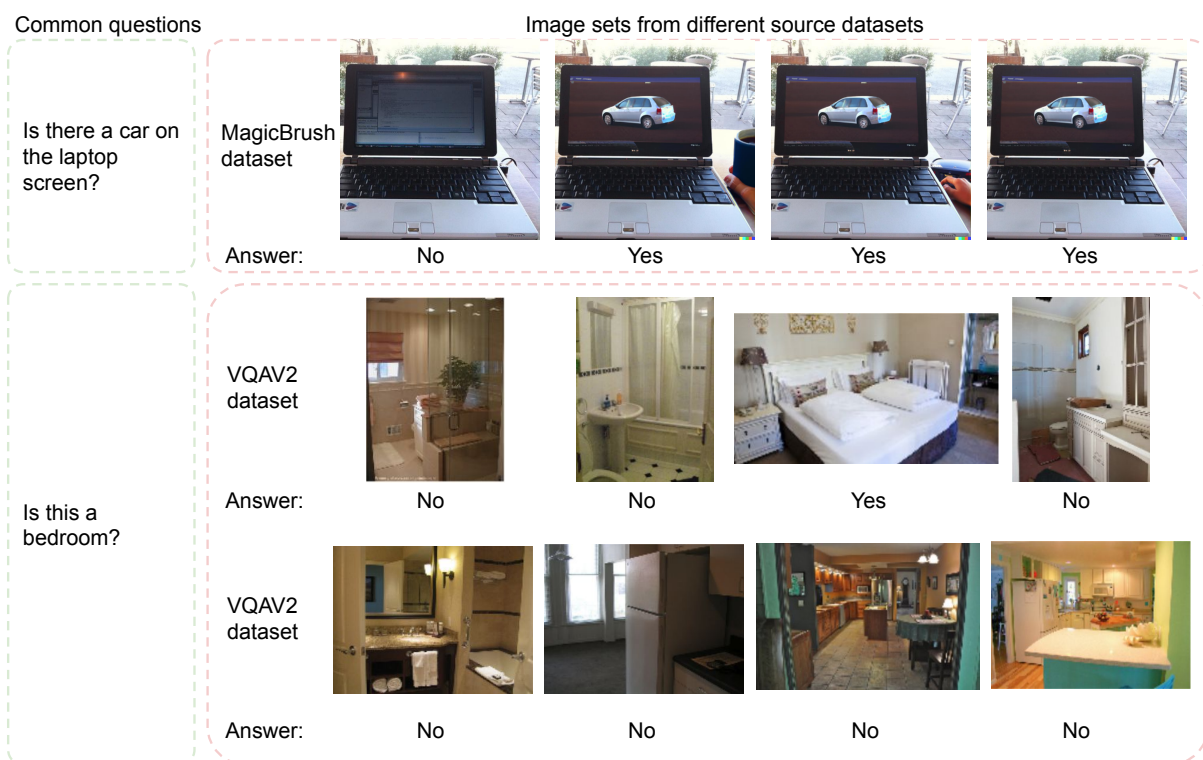 Common questions
Image sets from different source datasets
Is there a car on
the laptop
screen?
MagicBrush
dataset
Answer: No Yes Yes Yes
Is this a
bedroom?
VQAV2
dataset
Answer: No No Yes No
VQAV2
dataset
Answer: No No No No